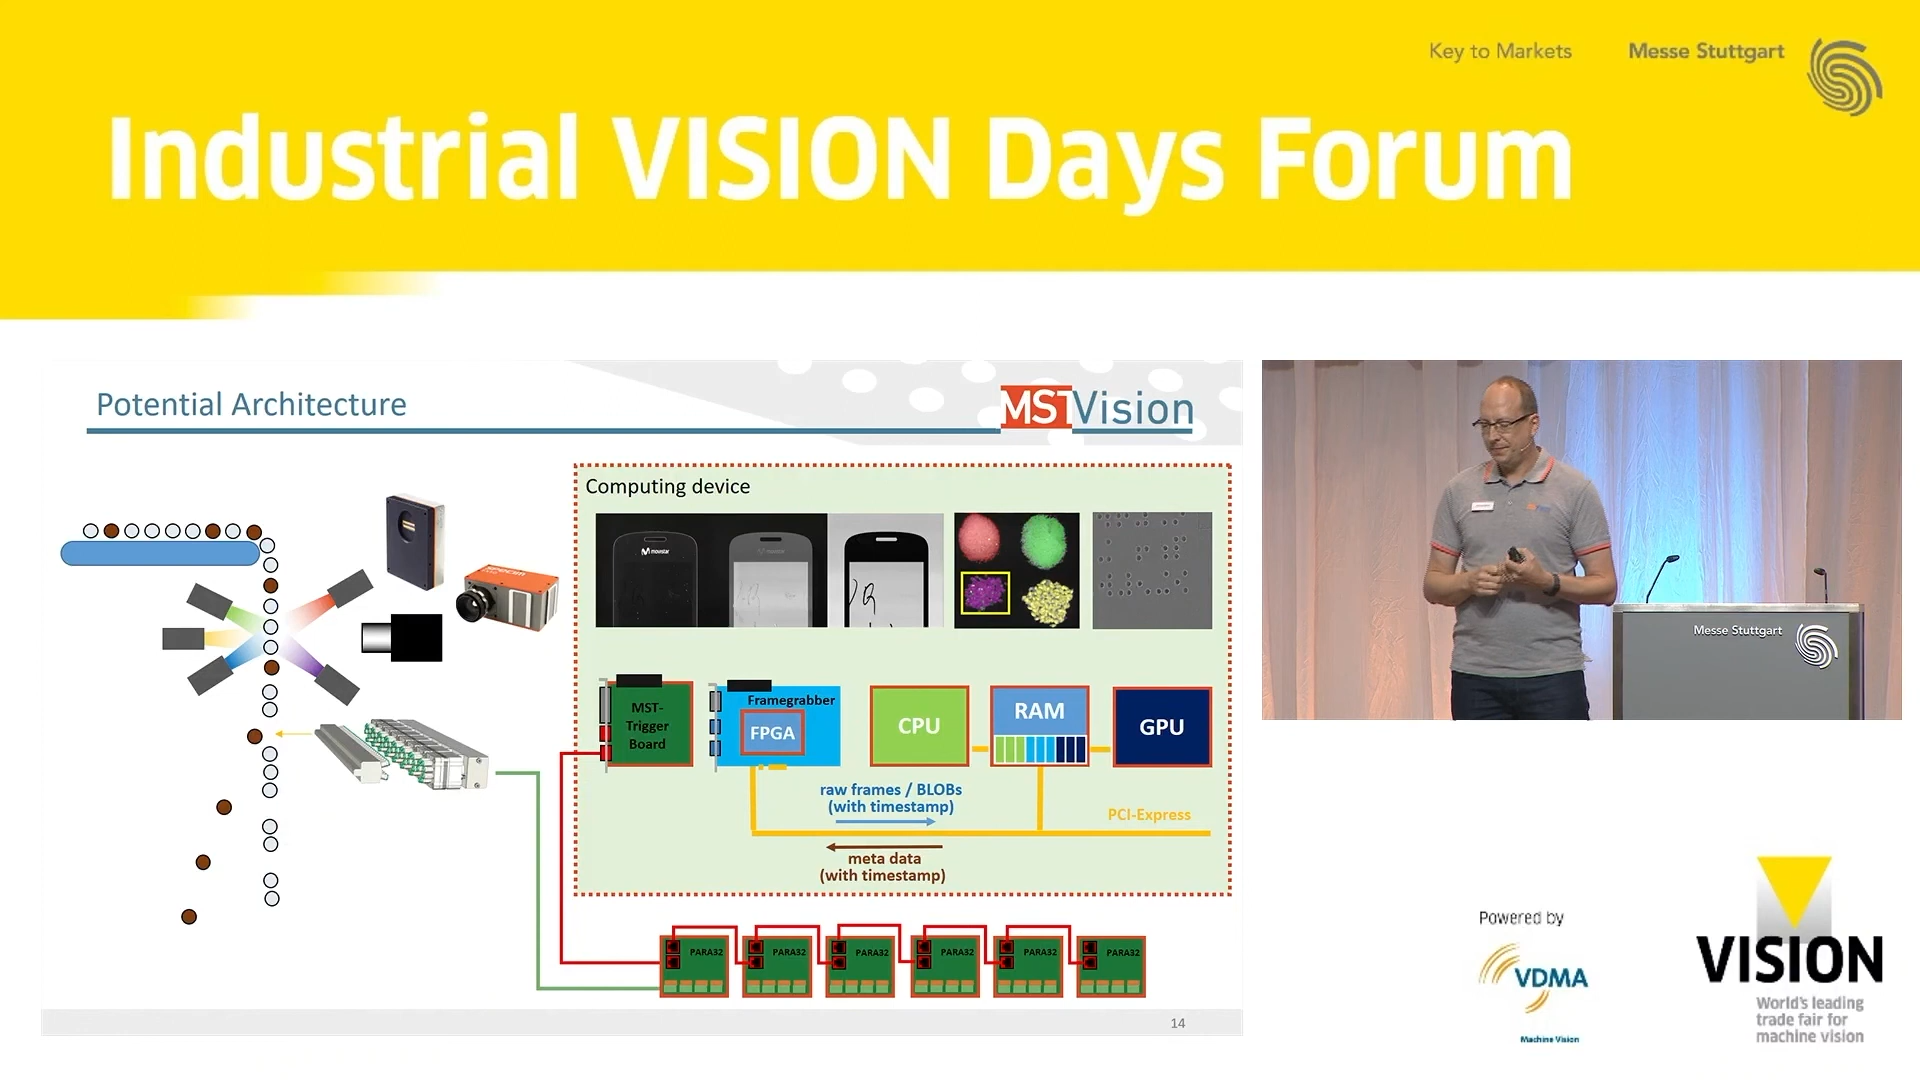 Key to Markets
Messe Stuttgart
Industrial VISION Days Forum
Potential Architecture
MSTVision
Computing device
movistar
MST-
Trigger
Board
Framegrabber
FPGA
CPU
RAM
GPU
raw frames / BLOBs
(with timestamp)
PCI-Express
meta data
(with timestamp)
PARA32
PARA32
PARA32
PARA32
PARA32
PARA32
14
Messe Stuttgart
Powered by
VDMA
Machine Vision
VISION
World's leading
trade fair for
machine vision